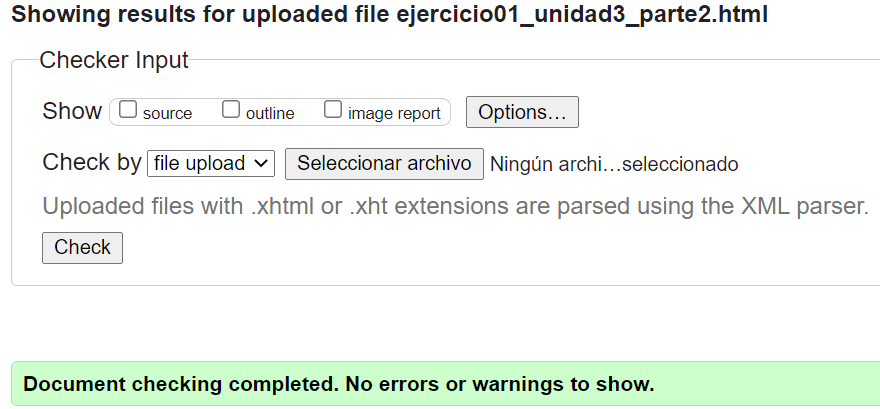 Showing results for uploaded file ejercicio01_unidad3_parte2.html
Checker Input
Show source outline image report Options...
Check by file upload Seleccionar archivo Ningún archi...seleccionado
Uploaded files with .xhtml or .xht extensions are parsed using the XML parser.
Check
Document checking completed. No errors or warnings to show.